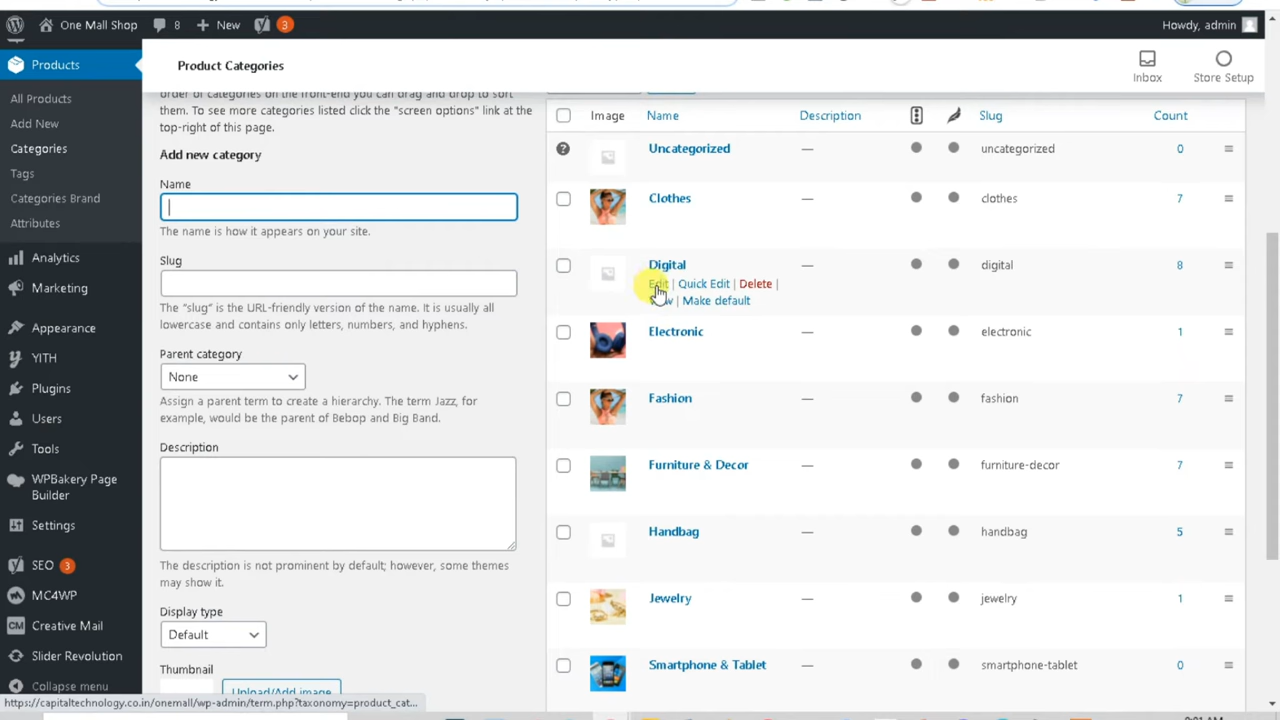 One Mall Shop
8
New
3
Howdy, admin
Products
All Products
Add New
Categories
Tags
Categories Brand
Attributes
Analytics
Marketing
Appearance
YITH
Plugins
Users
Tools
WPBakery Page
Builder
Settings
SEO 3
MC4WP
Creative Mail
Slider Revolution
Collapse menu
Product Categories
Inbox
Store Setup
order of categories on the front-end you can drag and drop to sort
them. To see more categories listed click the "screen options" link at the
top-right of this page.
Add new category
Name
The name is how it appears on your site.
Slug
The "slug" is the URL-friendly version of the name. It is usually all
lowercase and contains only letters, numbers, and hyphens.
Parent category
None
Assign a parent term to create a hierarchy. The term Jazz, for
example, would be the parent of Bebop and Big Band.
Description
The description is not prominent by default; however, some themes
may show it.
Display type
Default
Thumbnail
Upload/Add image
Image Name Description Slug Count
Uncategorized — uncategorized 0
Clothes — clothes 7
Digital — digital 8
Edit | Quick Edit | Delete |
| Make default
Electronic — electronic 1
Fashion — fashion 7
Furniture & Decor — furniture-decor 7
Handbag — handbag 5
Jewelry — jewelry 1
Smartphone & Tablet — smartphone-tablet 0
https://capitaltechnology.co.in/onemall/wp-admin/term.php?taxonomy=product_cat...